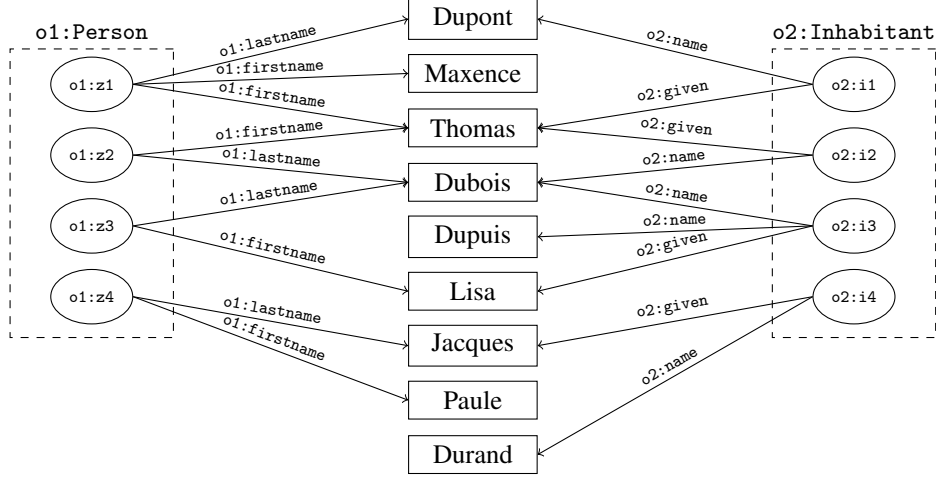 Dupont
o1:Person
o2:Inhabitant
o1:lastname
o2:name
o1:z1
o1:firstname
Maxence
o2:i1
o1:firstname
o2:given
Thomas
o1:firstname
o2:given
o1:z2
o1:lastname
o2:name
o2:i2
Dubois
o1:lastname
o2:name
o1:z3
Dupuis
o2:name
o2:i3
o1:firstname
o2:given
Lisa
o1:z4
o1:lastname
o2:given
o2:i4
o1:firstname
Jacques
o2:name
Paule
Durand